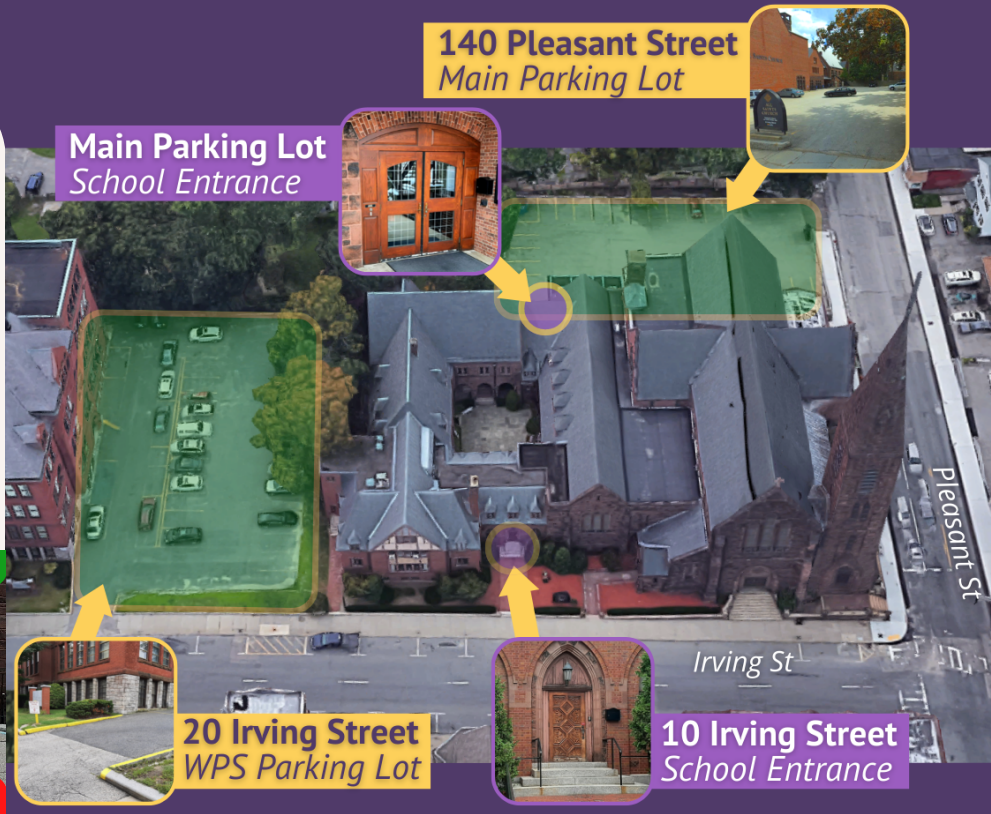 140 Pleasant Street
Main Parking Lot
Main Parking Lot
School Entrance
Pleasant St
Irving St
20 Irving Street
WPS Parking Lot
10 Irving Street
School Entrance